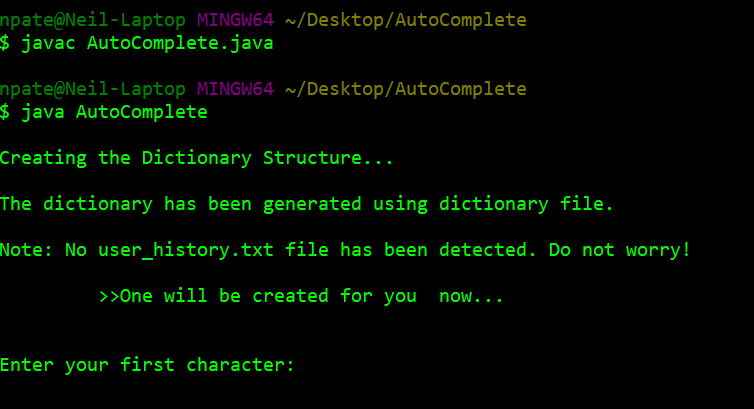 npate@Neil-Laptop MINGW64 ~/Desktop/AutoComplete
$ javac AutoComplete.java
npate@Neil-Laptop MINGW64 ~/Desktop/AutoComplete
$ java AutoComplete
Creating the Dictionary Structure...
The dictionary has been generated using dictionary file.
Note: No user_history.txt file has been detected. Do not worry!
>>One will be created for you  now...
Enter your first character: